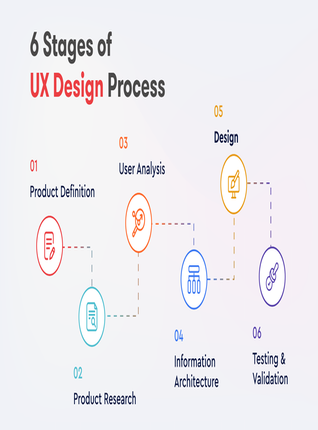 6 Stages of
UX Design Process
01
Product Definition
02
Product Research
03
User Analysis
04
Information
Architecture
05
Design
06
Testing &
Validation